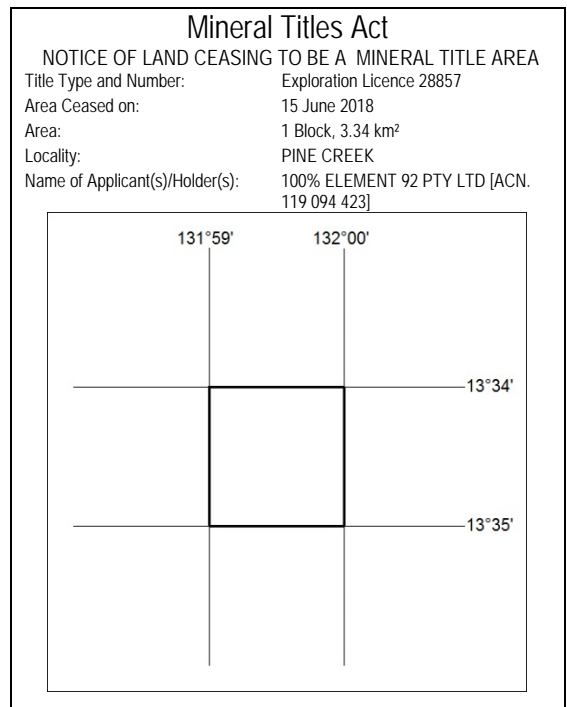 Mineral Titles Act
NOTICE OF LAND CEASING TO BE A MINERAL TITLE AREA
Title Type and Number: Exploration Licence 28857
Area Ceased on: 15 June 2018
Area: 1 Block, 3.34 km²
Locality: PINE CREEK
Name of Applicant(s)/Holder(s): 100% ELEMENT 92 PTY LTD [ACN.
119 094 423]
131°59' 132°00'
13°34'
13°35'